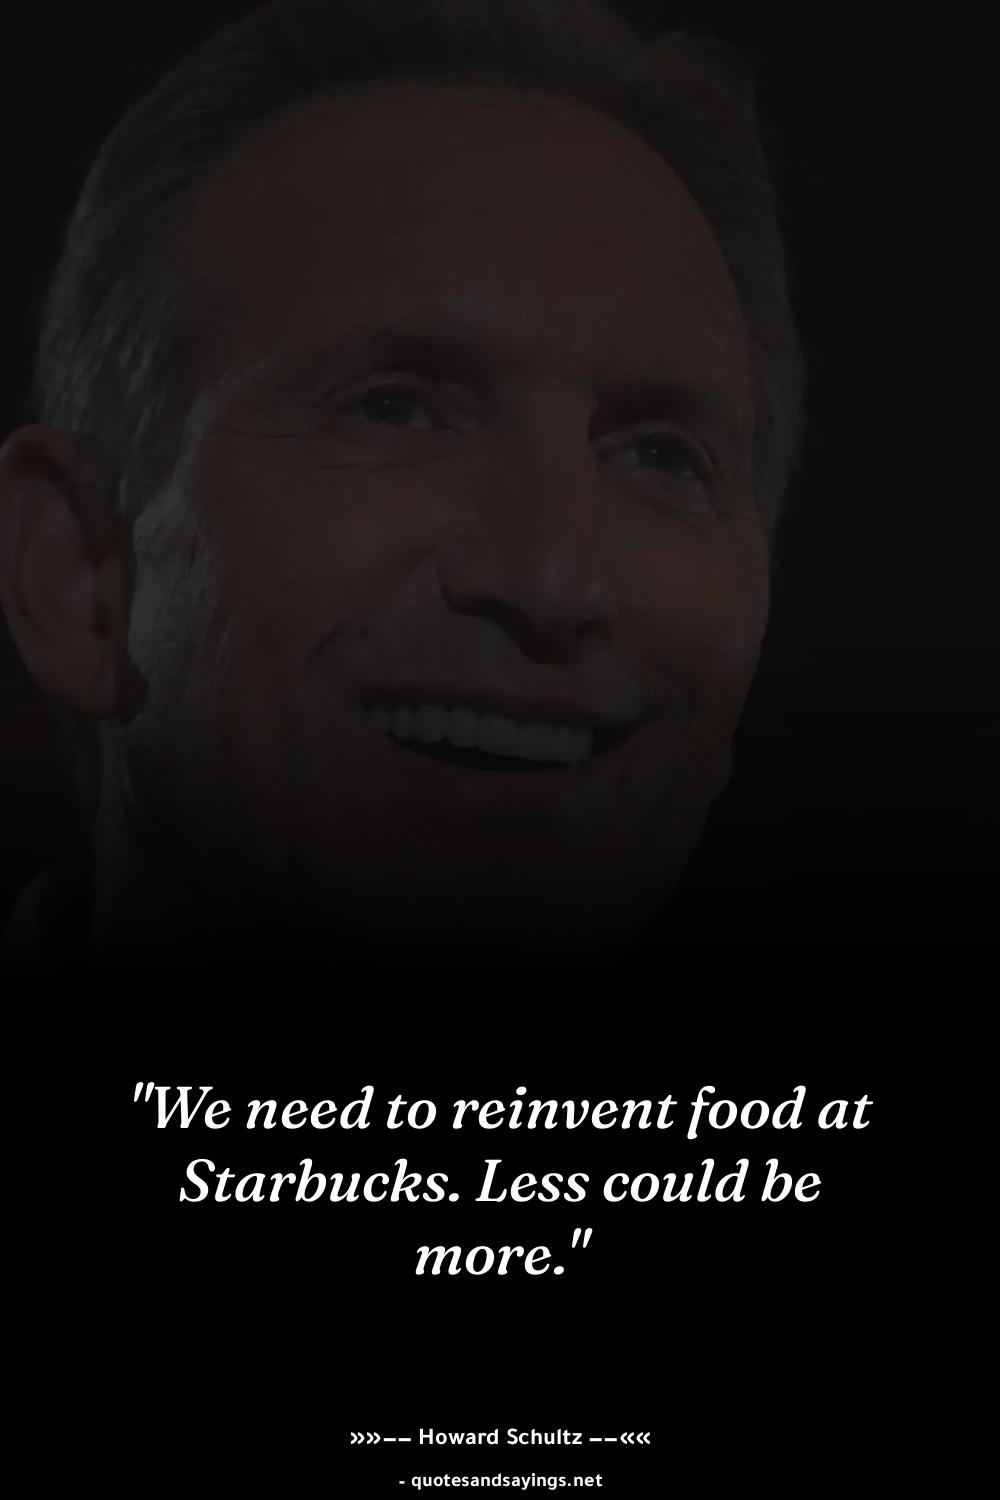 "We need to reinvent food at
Starbucks. Less could be
more."
»»−− Howard Schultz −−««
- quotesandsayings.net